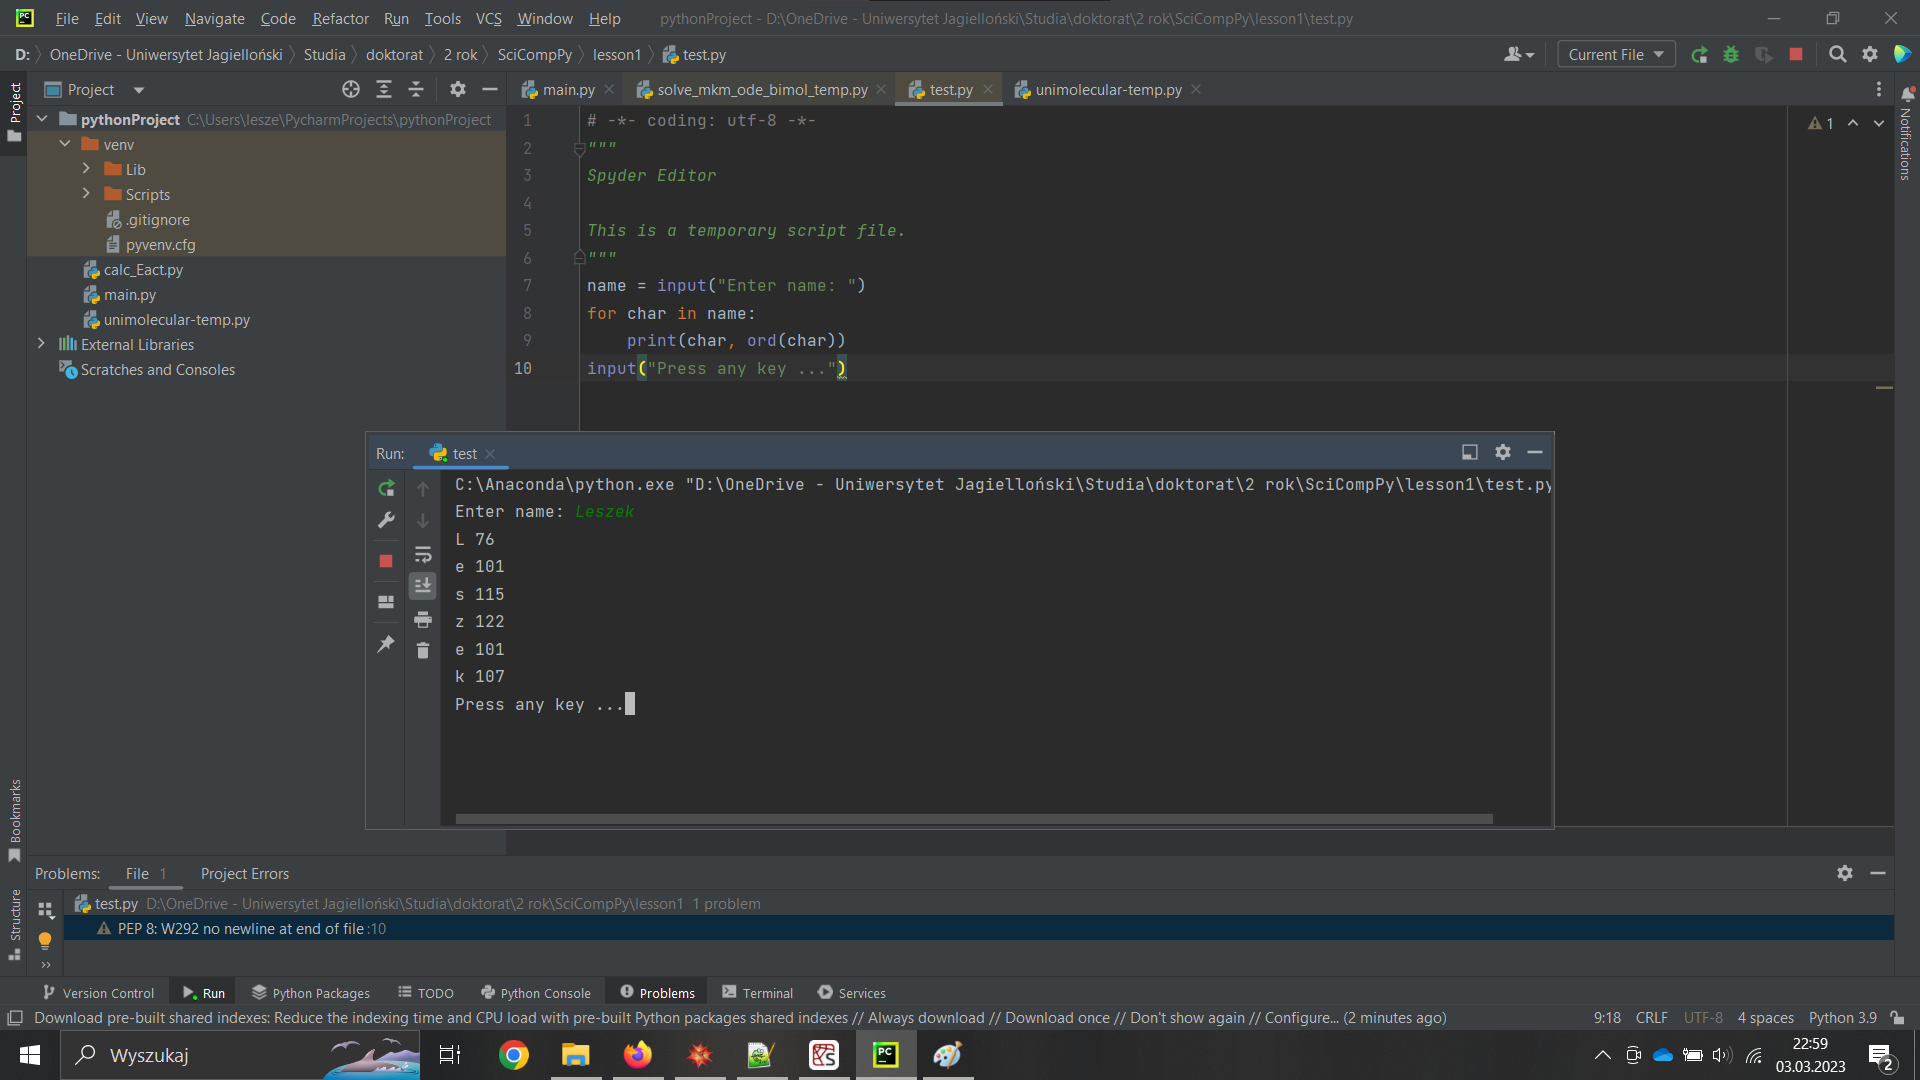 File Edit View Navigate Code Refactor Run Tools VCS Window Help pythonProject - D:\OneDrive - Uniwersytet Jagielloński\Studia\doktorat\2 rok\SciCompPy\lesson1\test.py
D: OneDrive - Uniwersytet Jagielloński Studia doktorat 2 rok SciCompPy lesson1 test.py Current File
Project
Project
main.py solve_mkm_ode_bimol_temp.py test.py unimolecular-temp.py
pythonProject C:\Users\lesze\PycharmProjects\pythonProject
venv
Lib
Scripts
.gitignore
pyvenv.cfg
calc_Eact.py
main.py
unimolecular-temp.py
External Libraries
Scratches and Consoles
1 # -*- coding: utf-8 -*-
2 """
3 Spyder Editor
4
5 This is a temporary script file.
6 """
7 name = input("Enter name: ")
8 for char in name:
9 print(char, ord(char))
10 input("Press any key ...")
1
Notifications
Run: test
C:\Anaconda\python.exe "D:\OneDrive - Uniwersytet Jagielloński\Studia\doktorat\2 rok\SciCompPy\lesson1\test.py
Enter name: Leszek
L 76
e 101
s 115
z 122
e 101
k 107
Press any key ...
Bookmarks
Structure
Problems: File 1 Project Errors
test.py D:\OneDrive - Uniwersytet Jagielloński\Studia\doktorat\2 rok\SciCompPy\lesson1 1 problem
PEP 8: W292 no newline at end of file :10
Version Control Run Python Packages TODO Python Console Problems Terminal Services
Download pre-built shared indexes: Reduce the indexing time and CPU load with pre-built Python packages shared indexes // Always download // Download once // Don't show again // Configure... (2 minutes ago) 9:18 CRLF UTF-8 4 spaces Python 3.9
Wyszukaj
PC
22:59
03.03.2023
2